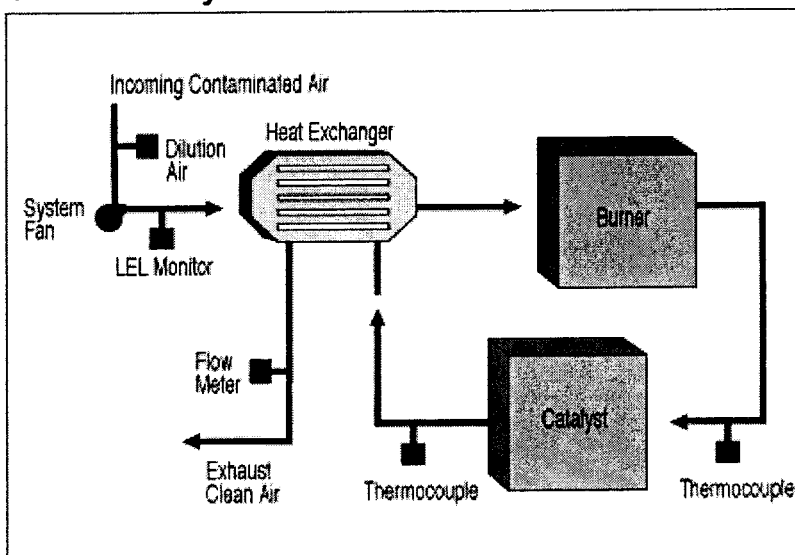 Incoming Contaminated Air
Heat Exchanger
Dilution
Air
System
Fan
LEL Monitor
Burner
Flow
Meter
Catalyst
Exhaust
Clean Air
Thermocouple
Thermocouple